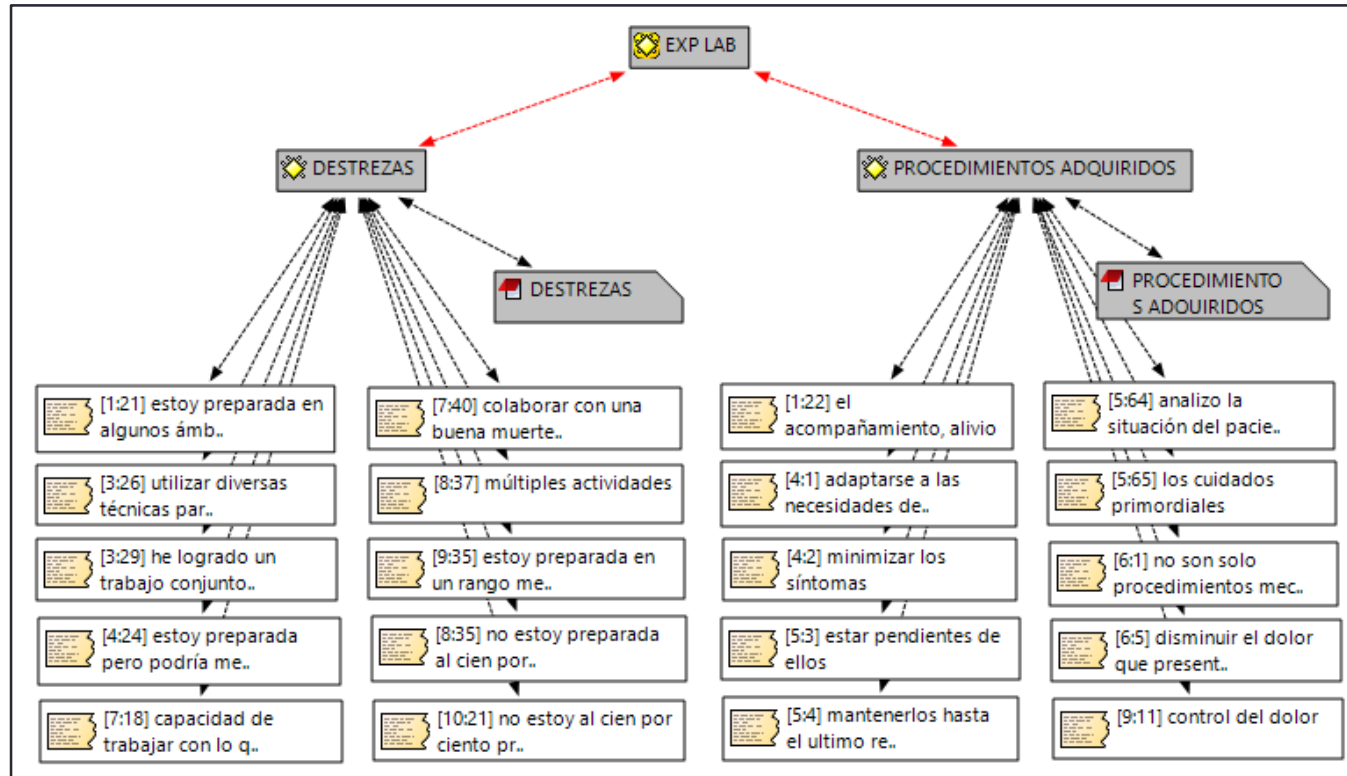 EXP LAB
DESTREZAS
PROCEDIMIENTOS ADQUIRIDOS
DESTREZAS
PROCEDIMIENTO
S ADQUIRIDOS
[1:21] estoy preparada en
algunos ámb..
[3:26] utilizar diversas
técnicas par..
[3:29] he logrado un
trabajo conjunto..
[4:24] estoy preparada
pero podría me..
[7:18] capacidad de
trabajar con lo q..
[7:40] colaborar con una
buena muerte..
[8:37] múltiples actividades
[9:35] estoy preparada en
un rango me..
[8:35] no estoy preparada
al cien por..
[10:21] no estoy al cien por
ciento pr..
[1:22] el
acompañamiento, alivio
[4:1] adaptarse a las
necesidades de..
[4:2] minimizar los
síntomas
[5:3] estar pendientes de
ellos
[5:4] mantenerlos hasta
el ultimo re..
[5:64] analizo la
situación del pacie..
[5:65] los cuidados
primordiales
[6:1] no son solo
procedimientos mec..
[6:5] disminuir el dolor
que present..
[9:11] control del dolor